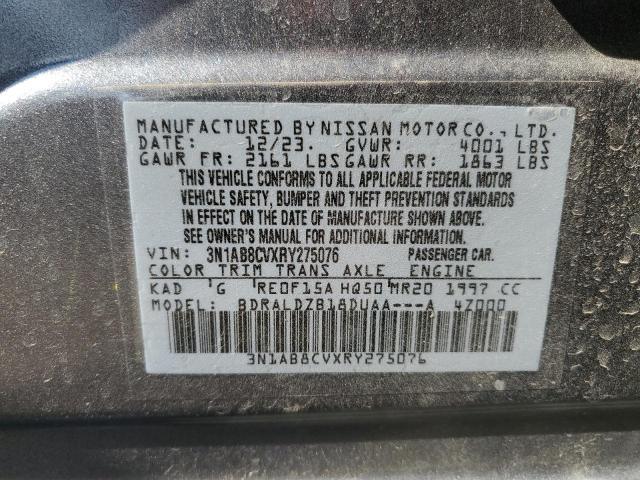 MANUFACTURED BY NISSAN MOTOR CO., LTD.
DATE: 12/23. GVWR: 4001 LBS
GAWR FR: 2161 LBS GAWR RR: 1863 LBS
THIS VEHICLE CONFORMS TO ALL APPLICABLE FEDERAL MOTOR
VEHICLE SAFETY, BUMPER AND THEFT PREVENTION STANDARDS
IN EFFECT ON THE DATE OF MANUFACTURE SHOWN ABOVE.
SEE OWNER'S MANUAL FOR ADDITIONAL INFORMATION.
VIN: 3N1AB8CVXRY275076 PASSENGER CAR.
COLOR TRIM TRANS AXLE ENGINE
KAD 'G 'RE0F15A HQ50'MR20 1997 CC
MODEL: BDRALDZB18DUAA---A 4Z000
3N1AB8CVXRY275076